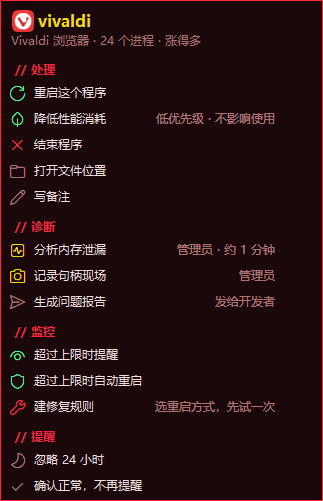 vivaldi
Vivaldi 浏览器 · 24 个进程 · 涨得多
// 处理
重启这个程序
降低性能消耗 低优先级 · 不影响使用
结束程序
打开文件位置
写备注
// 诊断
分析内存泄漏 管理员 · 约 1 分钟
记录句柄现场 管理员
生成问题报告 发给开发者
// 监控
超过上限时提醒
超过上限时自动重启
建修复规则 选重启方式，先试一次
// 提醒
忽略 24 小时
确认正常，不再提醒